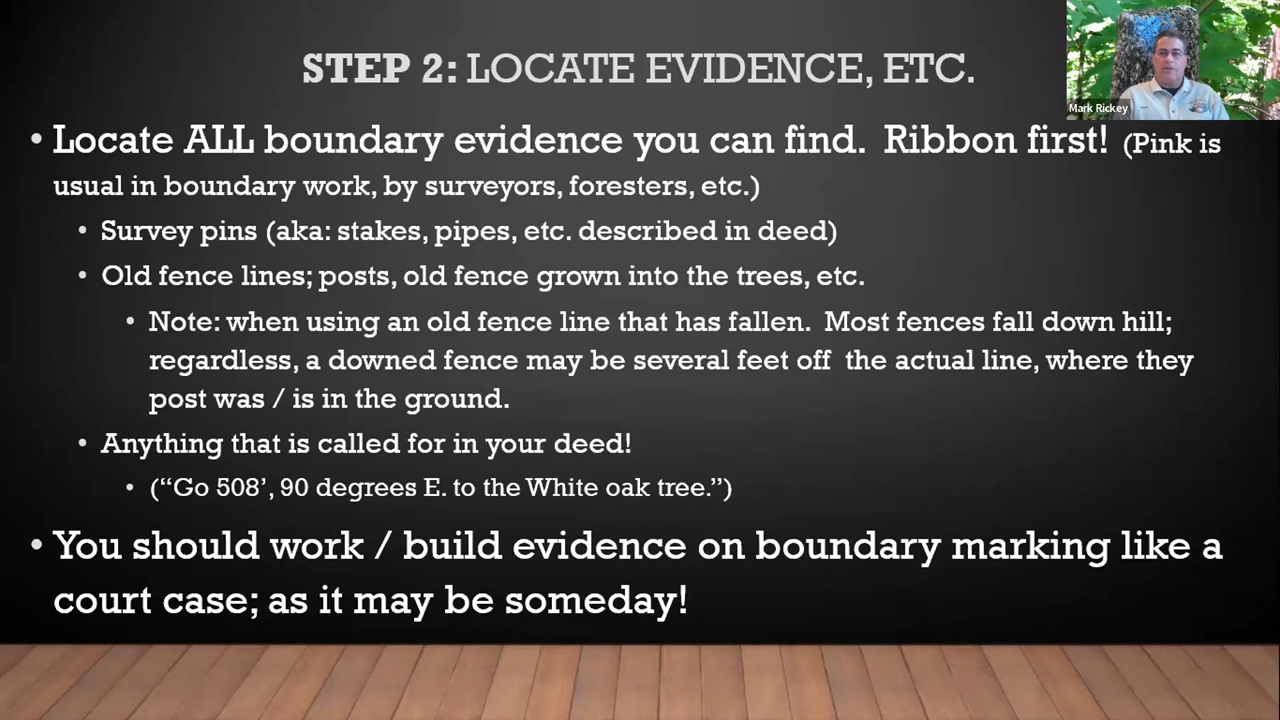 STEP 2: LOCATE EVIDENCE, ETC.
Mark Rickey
• Locate ALL boundary evidence you can find.  Ribbon first! (Pink is
usual in boundary work, by surveyors, foresters, etc.)
• Survey pins (aka: stakes, pipes, etc. described in deed)
• Old fence lines; posts, old fence grown into the trees, etc.
• Note: when using an old fence line that has fallen.  Most fences fall down hill;
regardless, a downed fence may be several feet off  the actual line, where they
post was / is in the ground.
• Anything that is called for in your deed!
• (“Go 508’, 90 degrees E. to the White oak tree.”)
• You should work / build evidence on boundary marking like a
court case; as it may be someday!